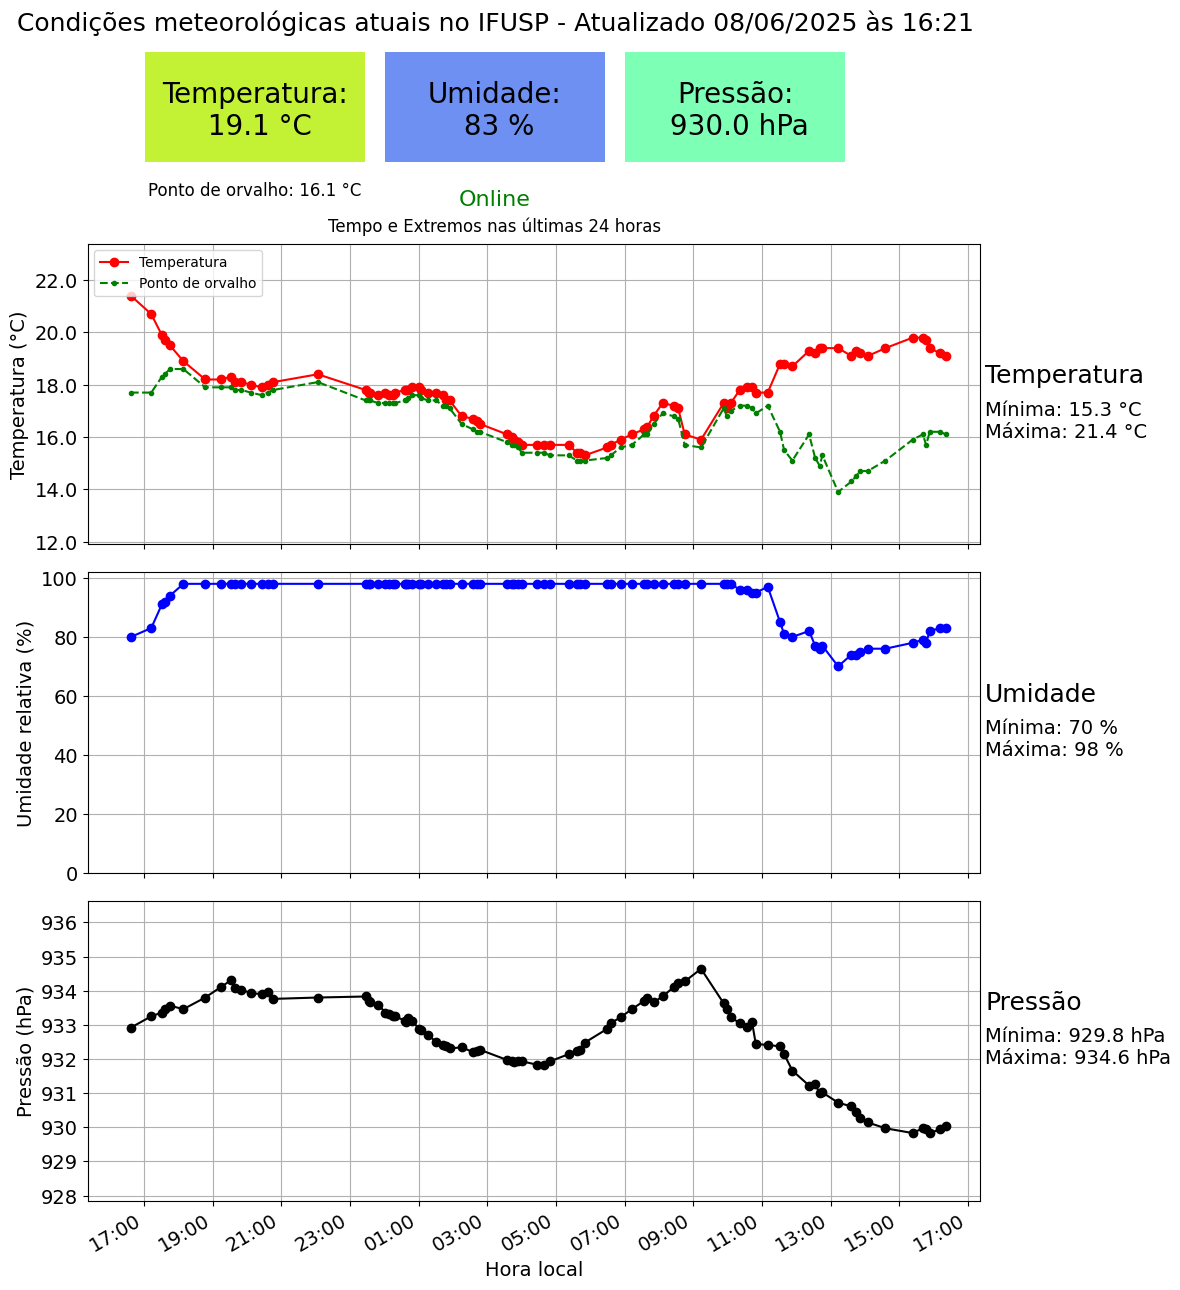 Condições meteorológicas atuais no IFUSP - Atualizado 08/06/2025 às 16:21
Temperatura:
19.1 °C
Umidade:
83 %
Pressão:
930.0 hPa
Ponto de orvalho: 16.1 °C
Online
Tempo e Extremos nas últimas 24 horas
Temperatura
Ponto de orvalho
Temperatura (°C)
22.0
20.0
18.0
16.0
14.0
12.0
Temperatura
Mínima: 15.3 °C
Máxima: 21.4 °C
Umidade relativa (%)
100
80
60
40
20
0
Umidade
Mínima: 70 %
Máxima: 98 %
Pressão (hPa)
936
935
934
933
932
931
930
929
928
Pressão
Mínima: 929.8 hPa
Máxima: 934.6 hPa
17:00
19:00
21:00
23:00
01:00
03:00
05:00
07:00
09:00
11:00
13:00
15:00
17:00
Hora local